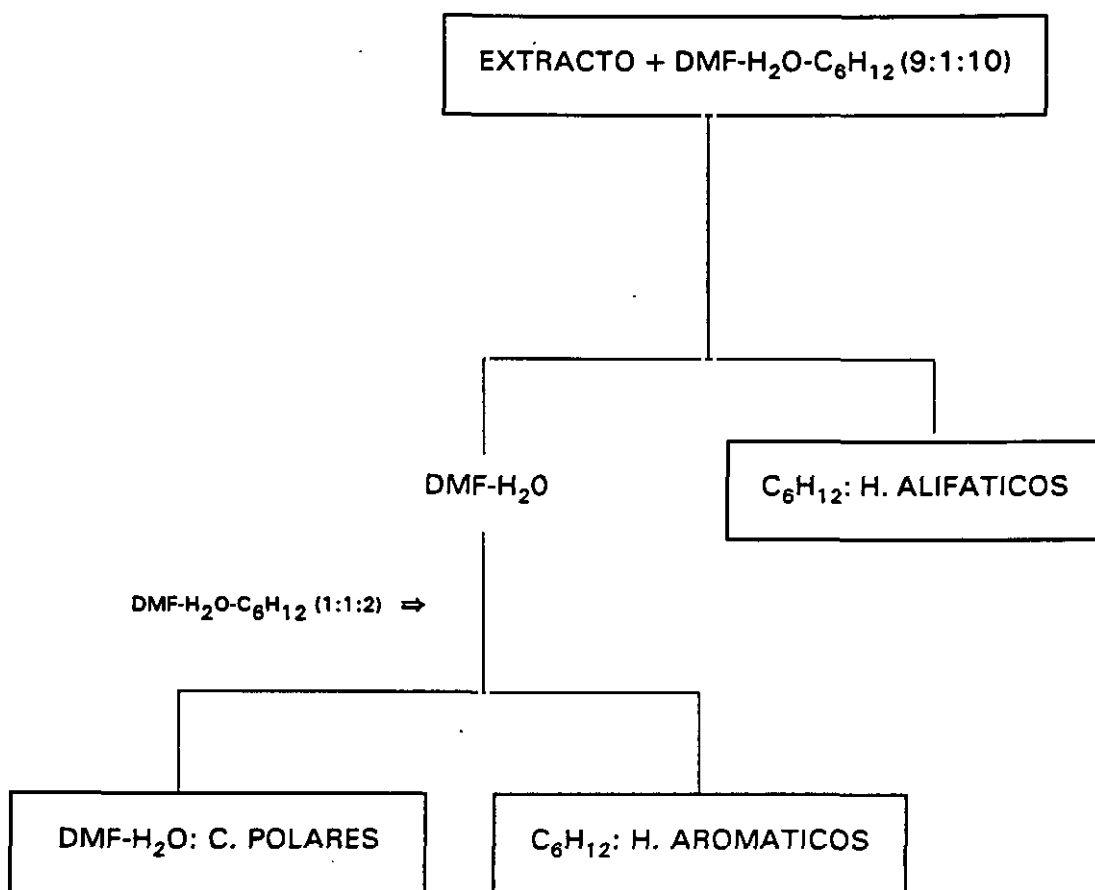 EXTRACTO + DMF-H₂O-C₆H₁₂ (9:1:10)
DMF-H₂O
C₆H₁₂: H. ALIFATICOS
DMF-H₂O-C₆H₁₂ (1:1:2) ⇒
DMF-H₂O: C. POLARES
C₆H₁₂: H. AROMATICOS